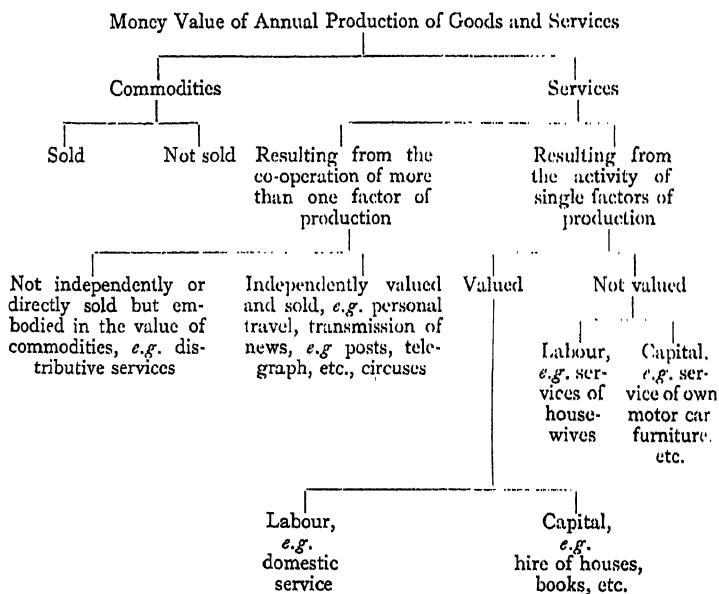 Money Value of Annual Production of Goods and Services
Commodities
Services
Sold
Not sold
Resulting from the
co-operation of more
than one factor of
production
Resulting from
the activity of
single factors of
production
Not independently or
directly sold but em-
bodied in the value of
commodities, e.g. dis-
tributive services
Independently valued
and sold, e.g. personal
travel, transmission of
news, e.g posts, tele-
graph, etc., circuses
Valued
Not valued
Labour,
e.g. ser-
vices of
house-
wives
Capital,
e.g. ser-
vice of own
motor car
furniture,
etc.
Labour,
e.g.
domestic
service
Capital,
e.g.
hire of houses,
books, etc.